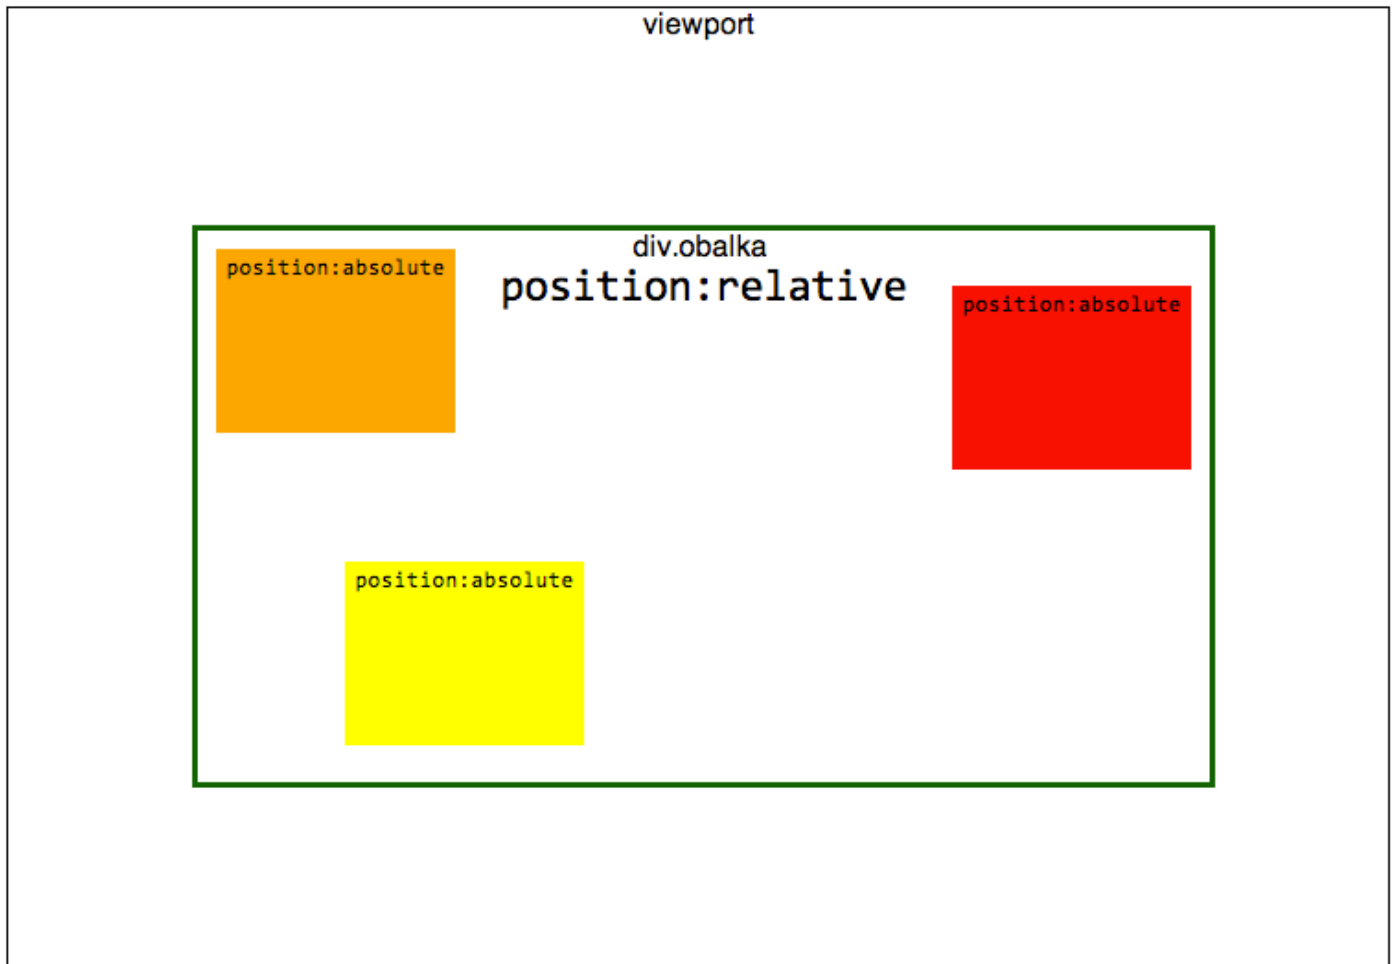 viewport
div.obalka
position:relative
position:absolute
position:absolute
position:absolute